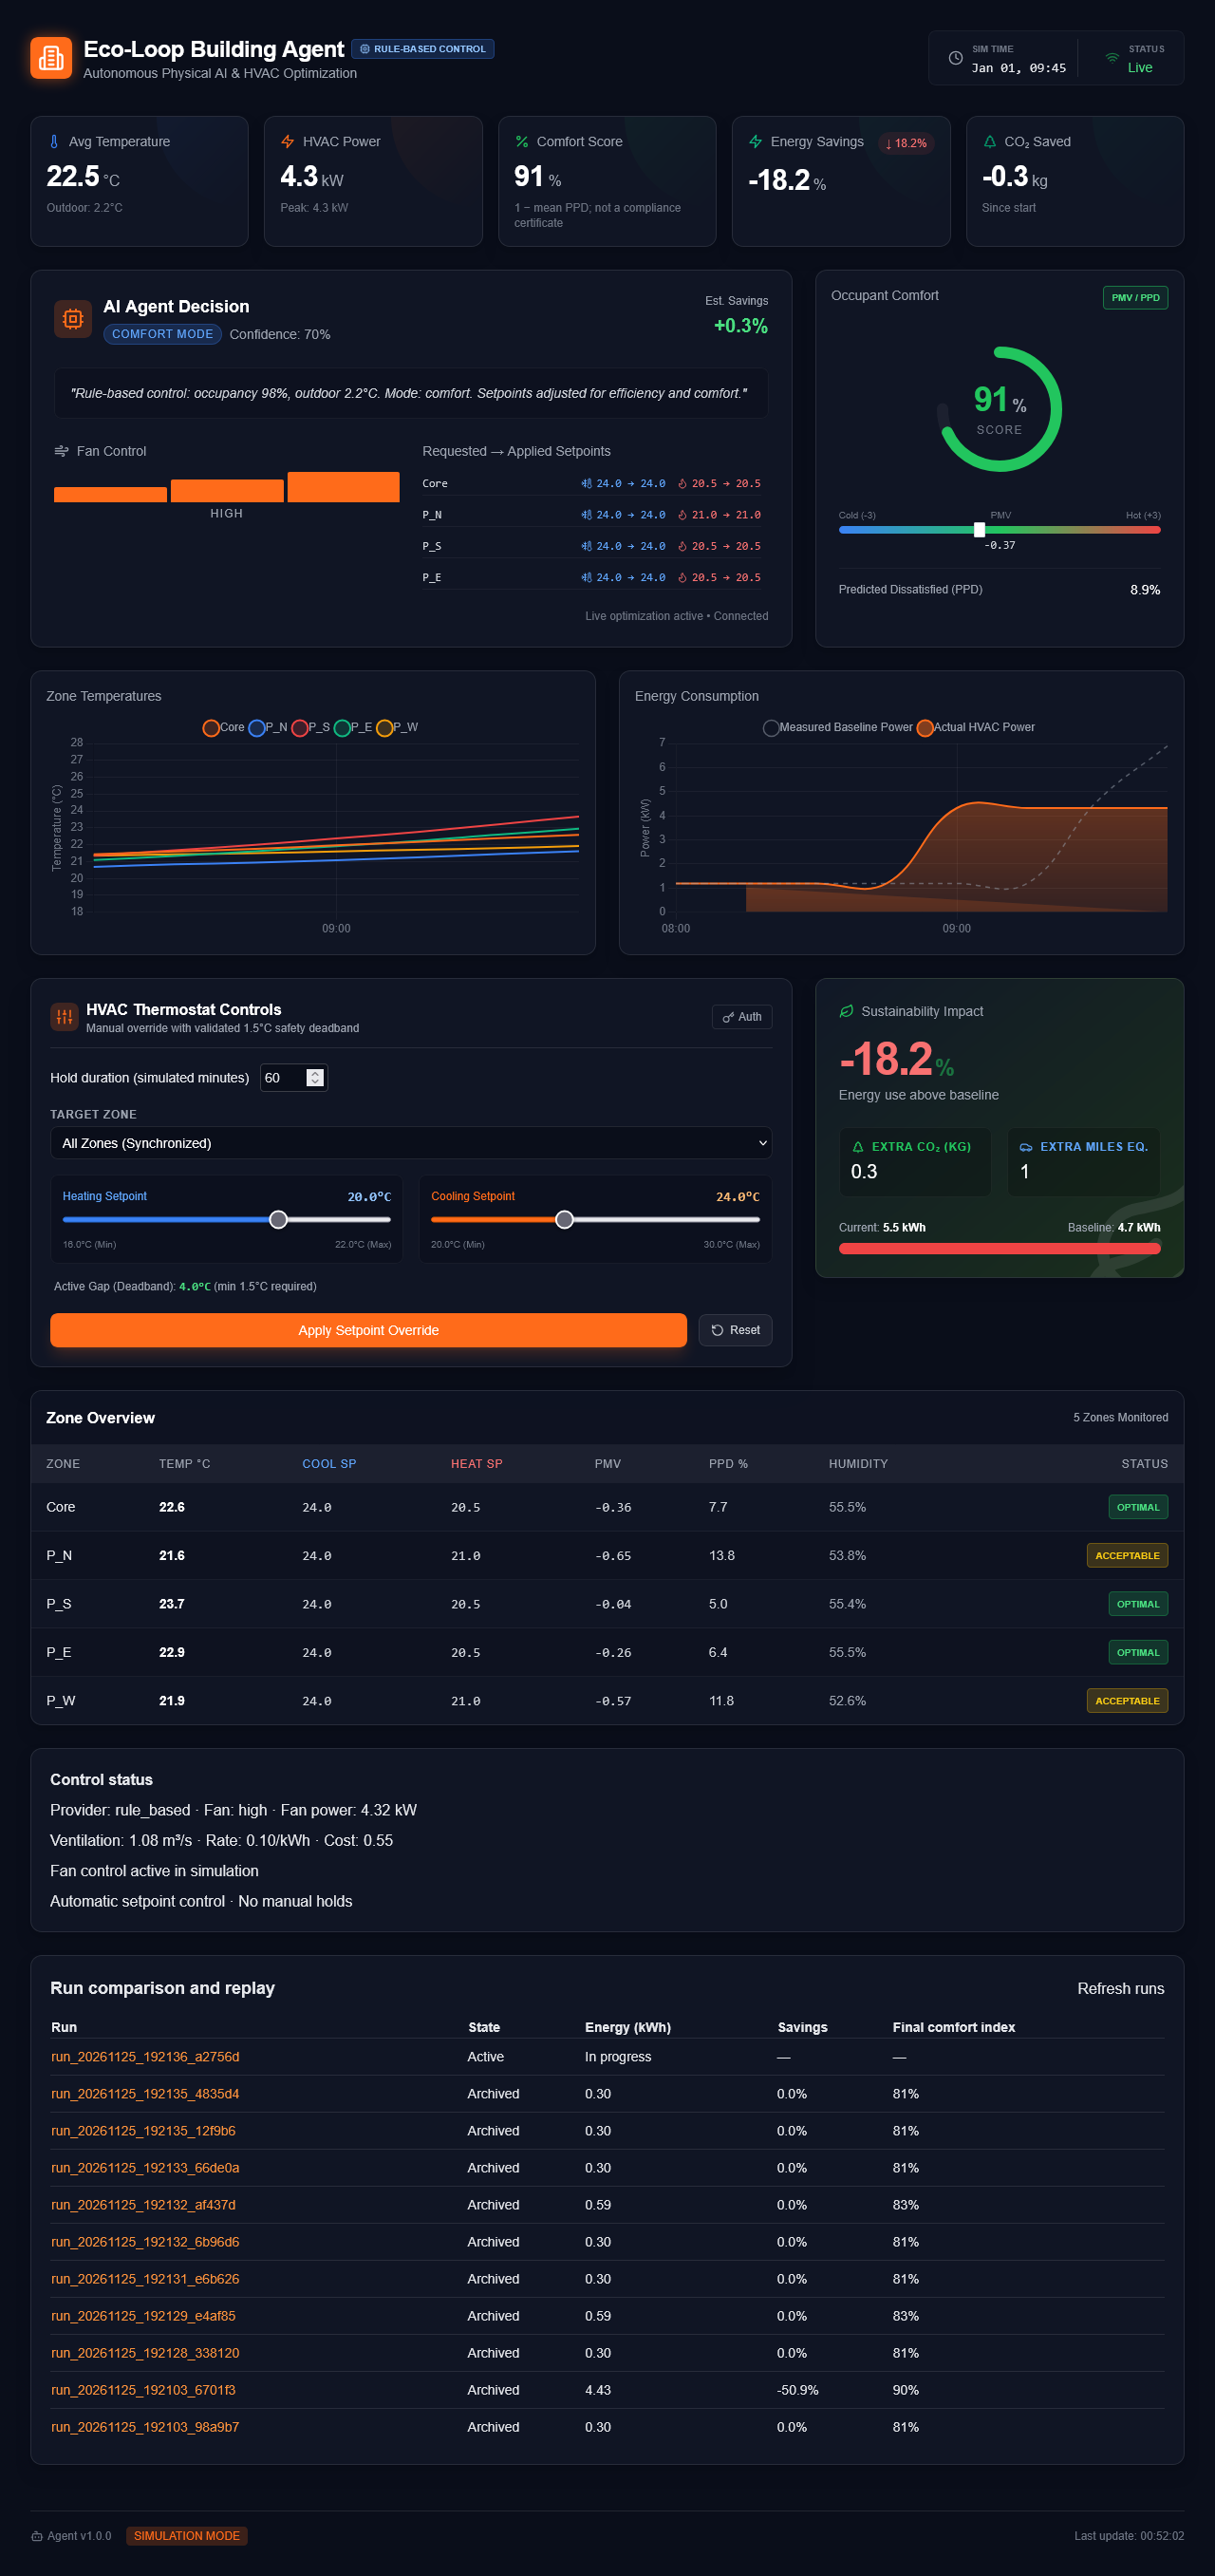 Eco-Loop Building Agent
RULE-BASED CONTROL
Autonomous Physical AI & HVAC Optimization
SIM TIME
Jan 01, 09:45
STATUS
Live
Avg Temperature
22.5 °C
Outdoor: 2.2°C
HVAC Power
4.3 kW
Peak: 4.3 kW
Comfort Score
91 %
1 − mean PPD; not a compliance
certificate
Energy Savings
↓ 18.2%
-18.2 %
CO₂ Saved
-0.3 kg
Since start
AI Agent Decision
COMFORT MODE
Confidence: 70%
Est. Savings
+0.3%
"Rule-based control: occupancy 98%, outdoor 2.2°C. Mode: comfort. Setpoints adjusted for efficiency and comfort."
Fan Control
HIGH
Requested → Applied Setpoints
Core 24.0 → 24.0 20.5 → 20.5
P_N 24.0 → 24.0 21.0 → 21.0
P_S 24.0 → 24.0 20.5 → 20.5
P_E 24.0 → 24.0 20.5 → 20.5
Live optimization active • Connected
Occupant Comfort
PMV / PPD
91 %
SCORE
Cold (-3) PMV Hot (+3)
-0.37
Predicted Dissatisfied (PPD) 8.9%
Zone Temperatures
Core P_N P_S P_E P_W
Temperature (°C)
28
27
26
25
24
23
22
21
20
19
18
09:00
Energy Consumption
Measured Baseline Power Actual HVAC Power
Power (kW)
7
6
5
4
3
2
1
0
08:00 09:00
HVAC Thermostat Controls
Manual override with validated 1.5°C safety deadband
Auth
Hold duration (simulated minutes) 60
TARGET ZONE
All Zones (Synchronized)
Heating Setpoint 20.0°C
16.0°C (Min) 22.0°C (Max)
Cooling Setpoint 24.0°C
20.0°C (Min) 30.0°C (Max)
Active Gap (Deadband): 4.0°C (min 1.5°C required)
Apply Setpoint Override
Reset
Sustainability Impact
-18.2 %
Energy use above baseline
EXTRA CO₂ (KG)
0.3
EXTRA MILES EQ.
1
Current: 5.5 kWh Baseline: 4.7 kWh
Zone Overview
5 Zones Monitored
ZONE TEMP °C COOL SP HEAT SP PMV PPD % HUMIDITY STATUS
Core 22.6 24.0 20.5 -0.36 7.7 55.5% OPTIMAL
P_N 21.6 24.0 21.0 -0.65 13.8 53.8% ACCEPTABLE
P_S 23.7 24.0 20.5 -0.04 5.0 55.4% OPTIMAL
P_E 22.9 24.0 20.5 -0.26 6.4 55.5% OPTIMAL
P_W 21.9 24.0 21.0 -0.57 11.8 52.6% ACCEPTABLE
Control status
Provider: rule_based · Fan: high · Fan power: 4.32 kW
Ventilation: 1.08 m³/s · Rate: 0.10/kWh · Cost: 0.55
Fan control active in simulation
Automatic setpoint control · No manual holds
Run comparison and replay
Refresh runs
Run State Energy (kWh) Savings Final comfort index
run_20261125_192136_a2756d Active In progress — —
run_20261125_192135_4835d4 Archived 0.30 0.0% 81%
run_20261125_192135_12f9b6 Archived 0.30 0.0% 81%
run_20261125_192133_66de0a Archived 0.30 0.0% 81%
run_20261125_192132_af437d Archived 0.59 0.0% 83%
run_20261125_192132_6b96d6 Archived 0.30 0.0% 81%
run_20261125_192131_e6b626 Archived 0.30 0.0% 81%
run_20261125_192129_e4af85 Archived 0.59 0.0% 83%
run_20261125_192128_338120 Archived 0.30 0.0% 81%
run_20261125_192103_6701f3 Archived 4.43 -50.9% 90%
run_20261125_192103_98a9b7 Archived 0.30 0.0% 81%
Agent v1.0.0
SIMULATION MODE
Last update: 00:52:02